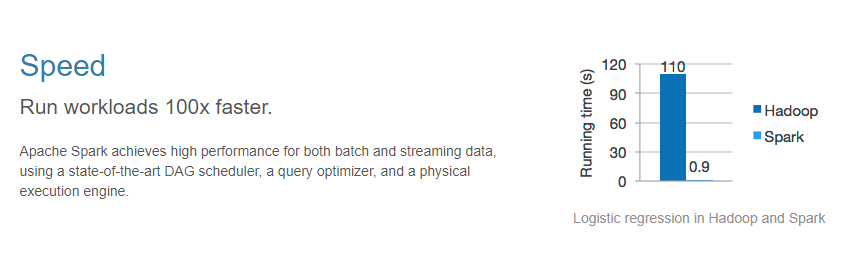 Speed
Run workloads 100x faster.
Apache Spark achieves high performance for both batch and streaming data,
using a state-of-the-art DAG scheduler, a query optimizer, and a physical
execution engine.
Running time (s)
120
90
60
30
0
110
0.9
Hadoop
Spark
Logistic regression in Hadoop and Spark